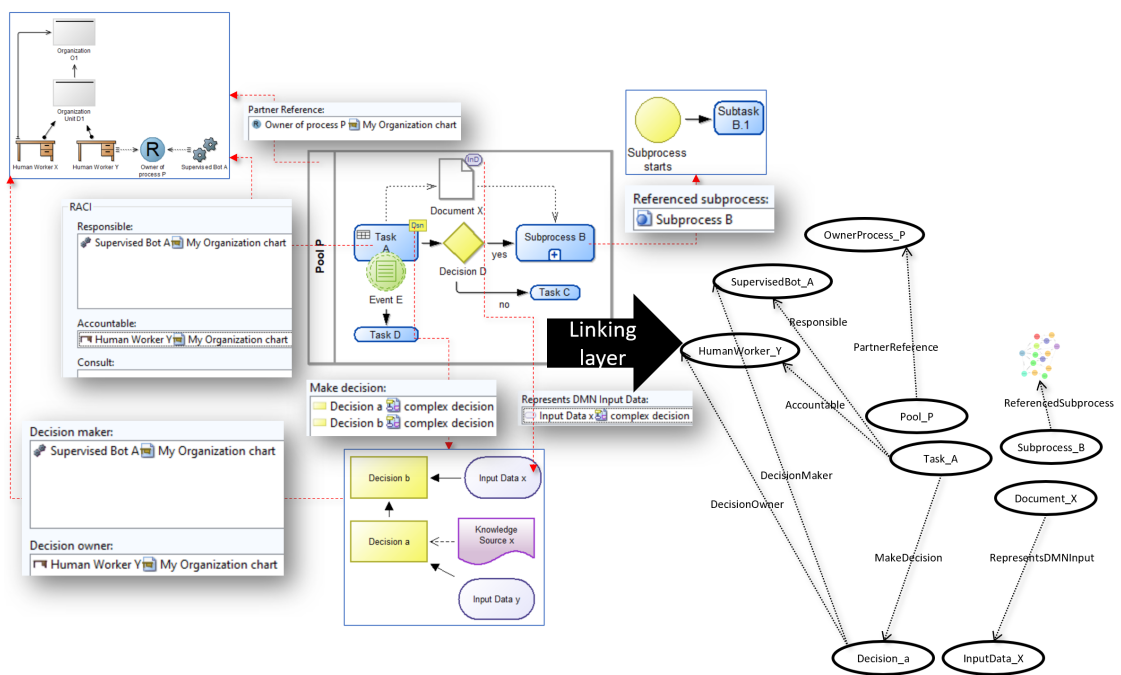 Organization
O1
Organization
Unit D1
Human Worker X
Human Worker Y
R
Owner of
process P
Supervised Bot A
Partner Reference:
R Owner of process P My Organization chart
RACI
Responsible:
Supervised Bot A My Organization chart
Accountable:
Human Worker Y My Organization chart
Consult:
Pool P
InD
Document X
Dsn
Task
A
Event E
Task D
Decision D
yes
no
Subprocess B
Task C
Subprocess
starts
Subtask
B.1
Referenced subprocess:
Subprocess B
Make decision:
Decision a complex decision
Decision b complex decision
Represents DMN Input Data:
Input Data x complex decision
Decision maker:
Supervised Bot A My Organization chart
Decision owner:
Human Worker Y My Organization chart
Decision b
Input Data x
Decision a
Knowledge
Source x
Input Data y
Linking
layer
OwnerProcess_P
SupervisedBot_A
Responsible
HumanWorker_Y
PartnerReference
Accountable
ReferencedSubprocess
Pool_P
Task_A
Subprocess_B
DecisionMaker
DecisionOwner
Document_X
MakeDecision
RepresentsDMNInput
Decision_a
InputData_X